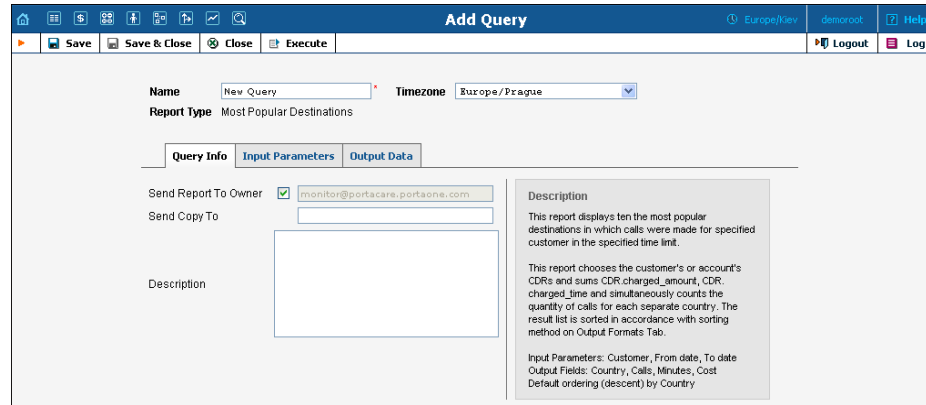 Add Query
Europe/Kiev
demoroot
? Help
Save
Save & Close
Close
Execute
Logout
Log
Name New Query * Timezone Europe/Prague
Report Type Most Popular Destinations
Query Info Input Parameters Output Data
Send Report To Owner monitor@portacare.portaone.com
Send Copy To
Description
Description
This report displays ten the most popular
destinations in which calls were made for specified
customer in the specified time limit.
This report chooses the customer's or account's
CDRs and sums CDR.charged_amount, CDR.
charged_time and simultaneously counts the
quantity of calls for each separate country. The
result list is sorted in accordance with sorting
method on Output Formats Tab.
Input Parameters: Customer, From date, To date
Output Fields: Country, Calls, Minutes, Cost
Default ordering (descent) by Country